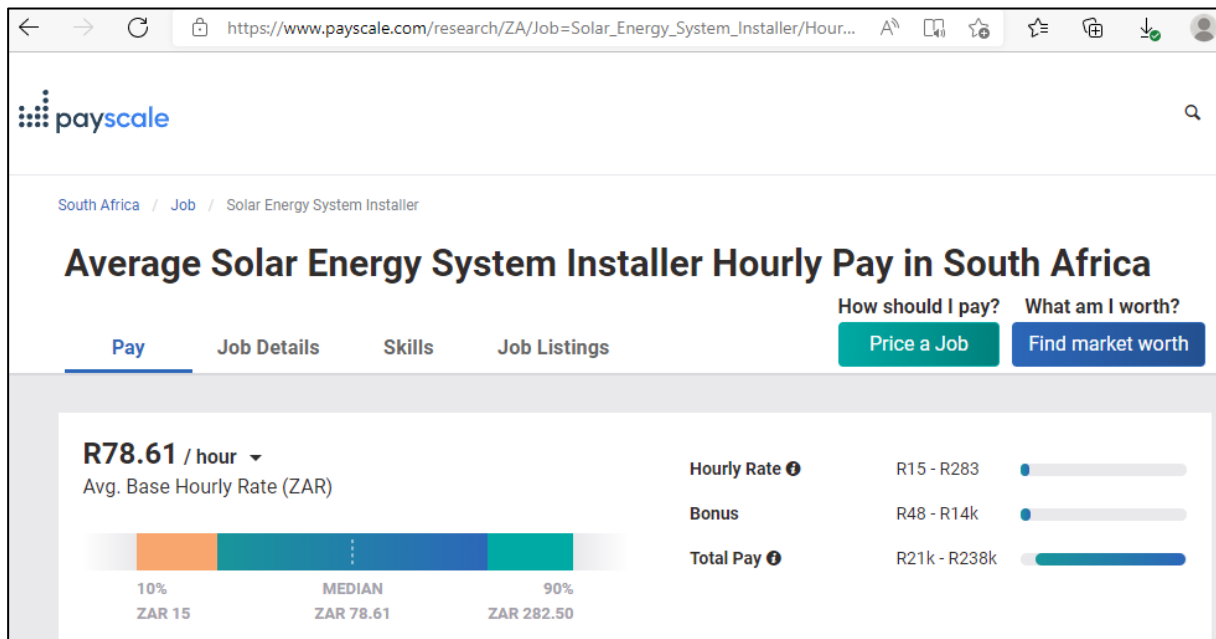 https://www.payscale.com/research/ZA/Job=Solar_Energy_System_Installer/Hour...
payscale
South Africa / Job / Solar Energy System Installer
Average Solar Energy System Installer Hourly Pay in South Africa
How should I pay? What am I worth?
Pay Job Details Skills Job Listings Price a Job Find market worth
R78.61 / hour
Avg. Base Hourly Rate (ZAR)
Hourly Rate R15 - R283
Bonus R48 - R14k
Total Pay R21k - R238k
10% MEDIAN 90%
ZAR 15 ZAR 78.61 ZAR 282.50